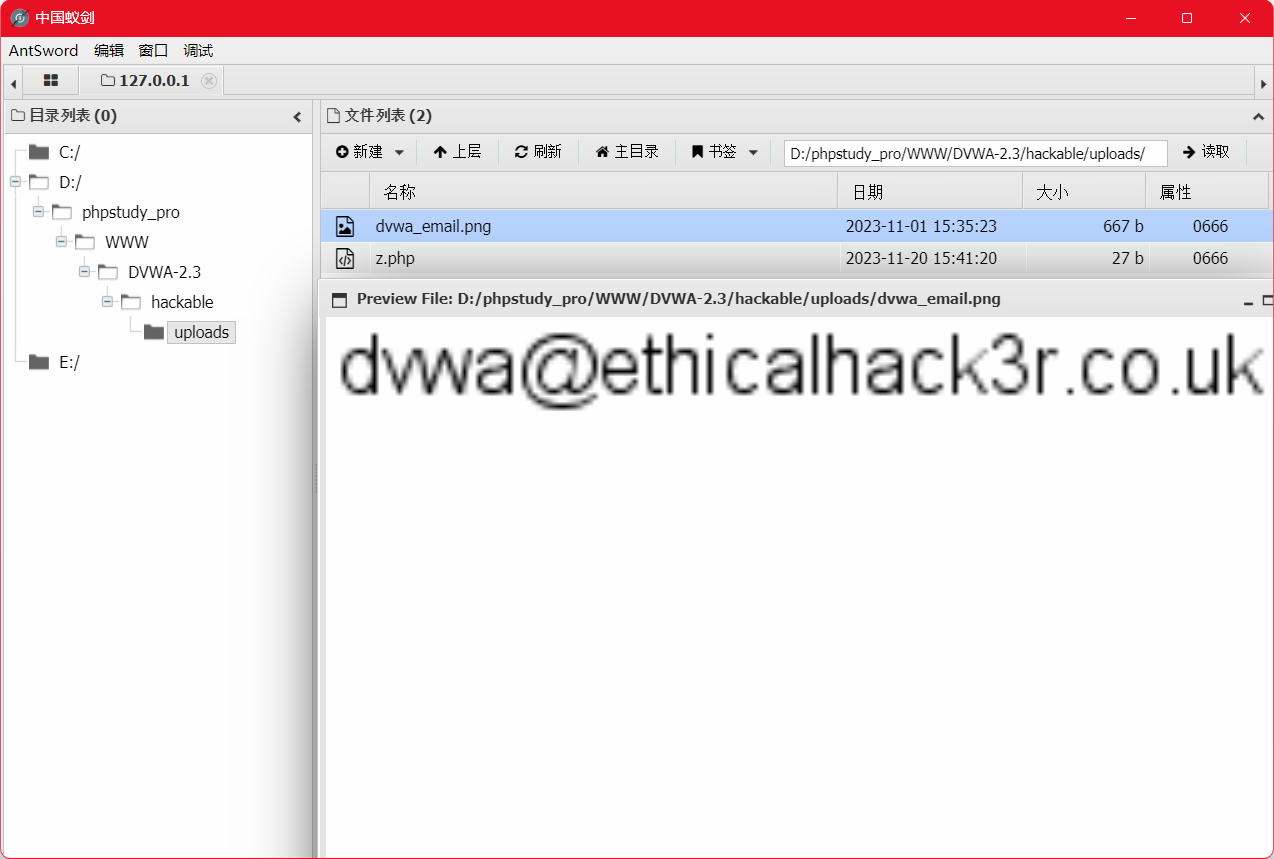 中国蚁剑
AntSword 编辑 窗口 调试
127.0.0.1
目录列表 (0)
C:/
D:/
phpstudy_pro
WWW
DVWA-2.3
hackable
uploads
E:/
文件列表 (2)
新建 上层 刷新 主目录 书签 D:/phpstudy_pro/WWW/DVWA-2.3/hackable/uploads/ 读取
名称 日期 大小 属性
dvwa_email.png 2023-11-01 15:35:23 667 b 0666
z.php 2023-11-20 15:41:20 27 b 0666
Preview File: D:/phpstudy_pro/WWW/DVWA-2.3/hackable/uploads/dvwa_email.png
dvwa@ethicalhack3r.co.uk